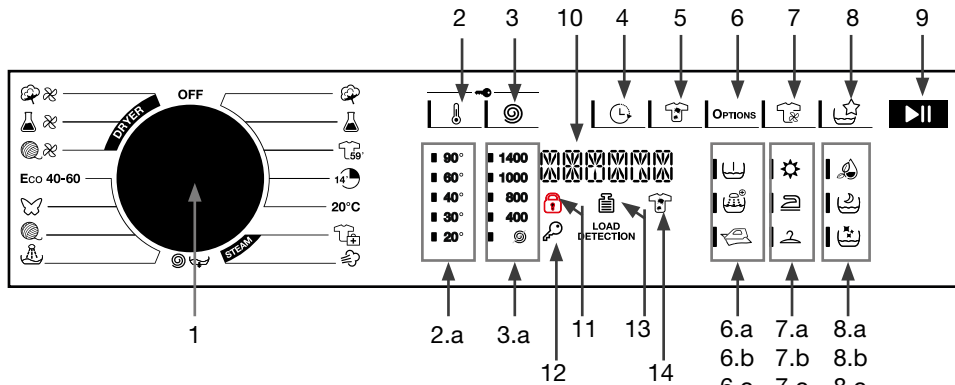 2 3 10 4 5 6 7 8 9
OFF
DRYER
59'
ECO 40-60
14'
20°C
STEAM
OPTIONS
90° 1400
60° 1000
40° 800
30° 400
20°
LOAD
DETECTION
1
2.a 3.a 11 13 6.a 7.a 8.a
12 14 6.b 7.b 8.b